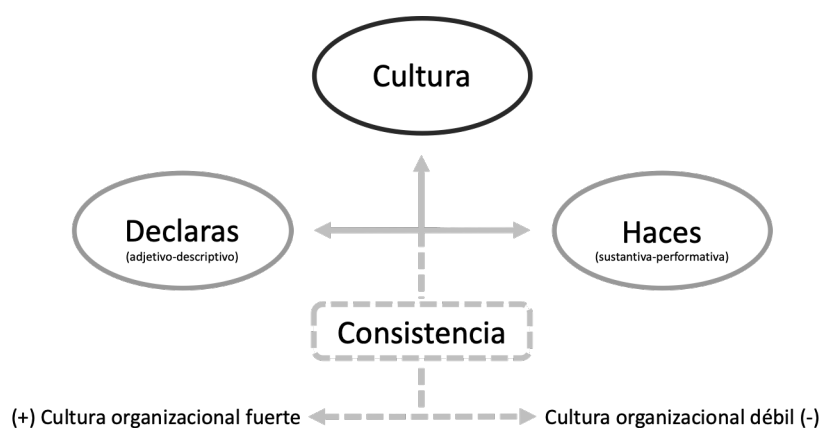 Cultura
Declaras
(adjetivo-descriptivo)
Haces
(sustantiva-performativa)
Consistencia
(+) Cultura organizacional fuerte
Cultura organizacional débil (-)